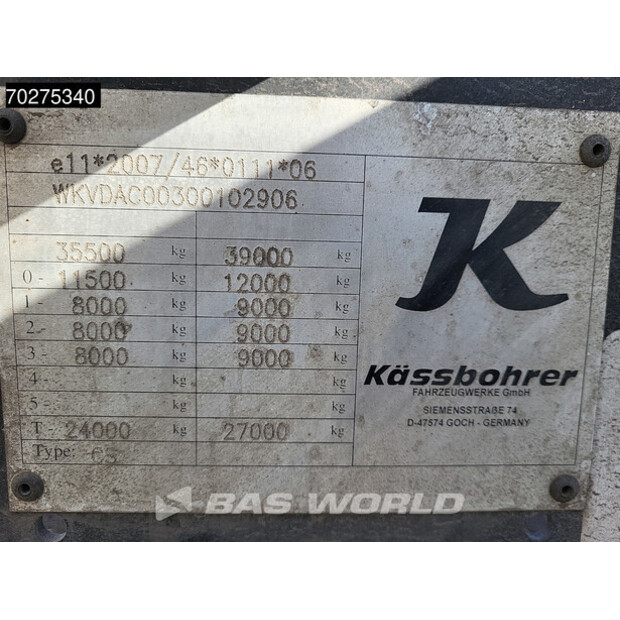 70275340
e11*2007/46*0111*06
WKVDAC00300102906
35500 kg 39000 kg
0- 11500 kg 12000 kg
1- 8000 kg 9000 kg
2- 8000 kg 9000 kg
3- 8000 kg 9000 kg
4- kg kg
5- kg kg
T- 24000 kg 27000 kg
Type: CS
K
Kässbohrer
FAHRZEUGWERKE GmbH
SIEMENSSTRAßE 74
D-47574 GOCH - GERMANY
BAS WORLD